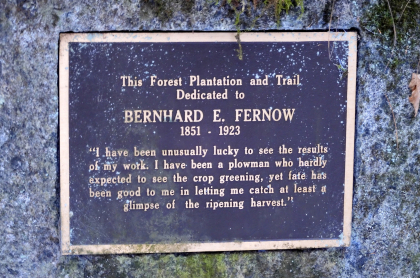 This Forest Plantation and Trail
Dedicated to
BERNHARD E. FERNOW
1851 - 1923
"I have been unusually lucky to see the results
of my work. I have been a plowman who hardly
expected to see the crop greening, yet fate has
been good to me in letting me catch at least a
glimpse of the ripening harvest."